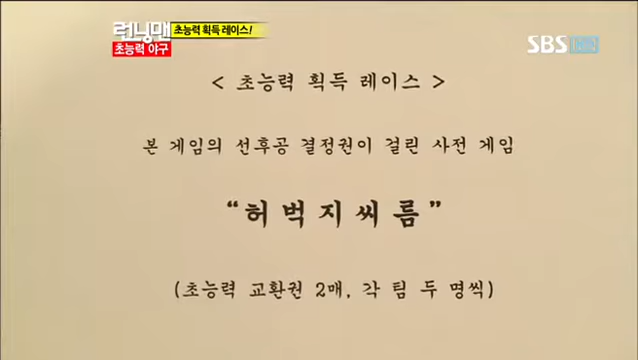 런닝맨 초능력 획득 레이스!
초능력 야구
SBS
< 초능력 획득 레이스 >
본 게임의 선후공 결정권이 걸린 사전 게임
“허벅지씨름”
(초능력 교환권 2매, 각 팀 두 명씩)